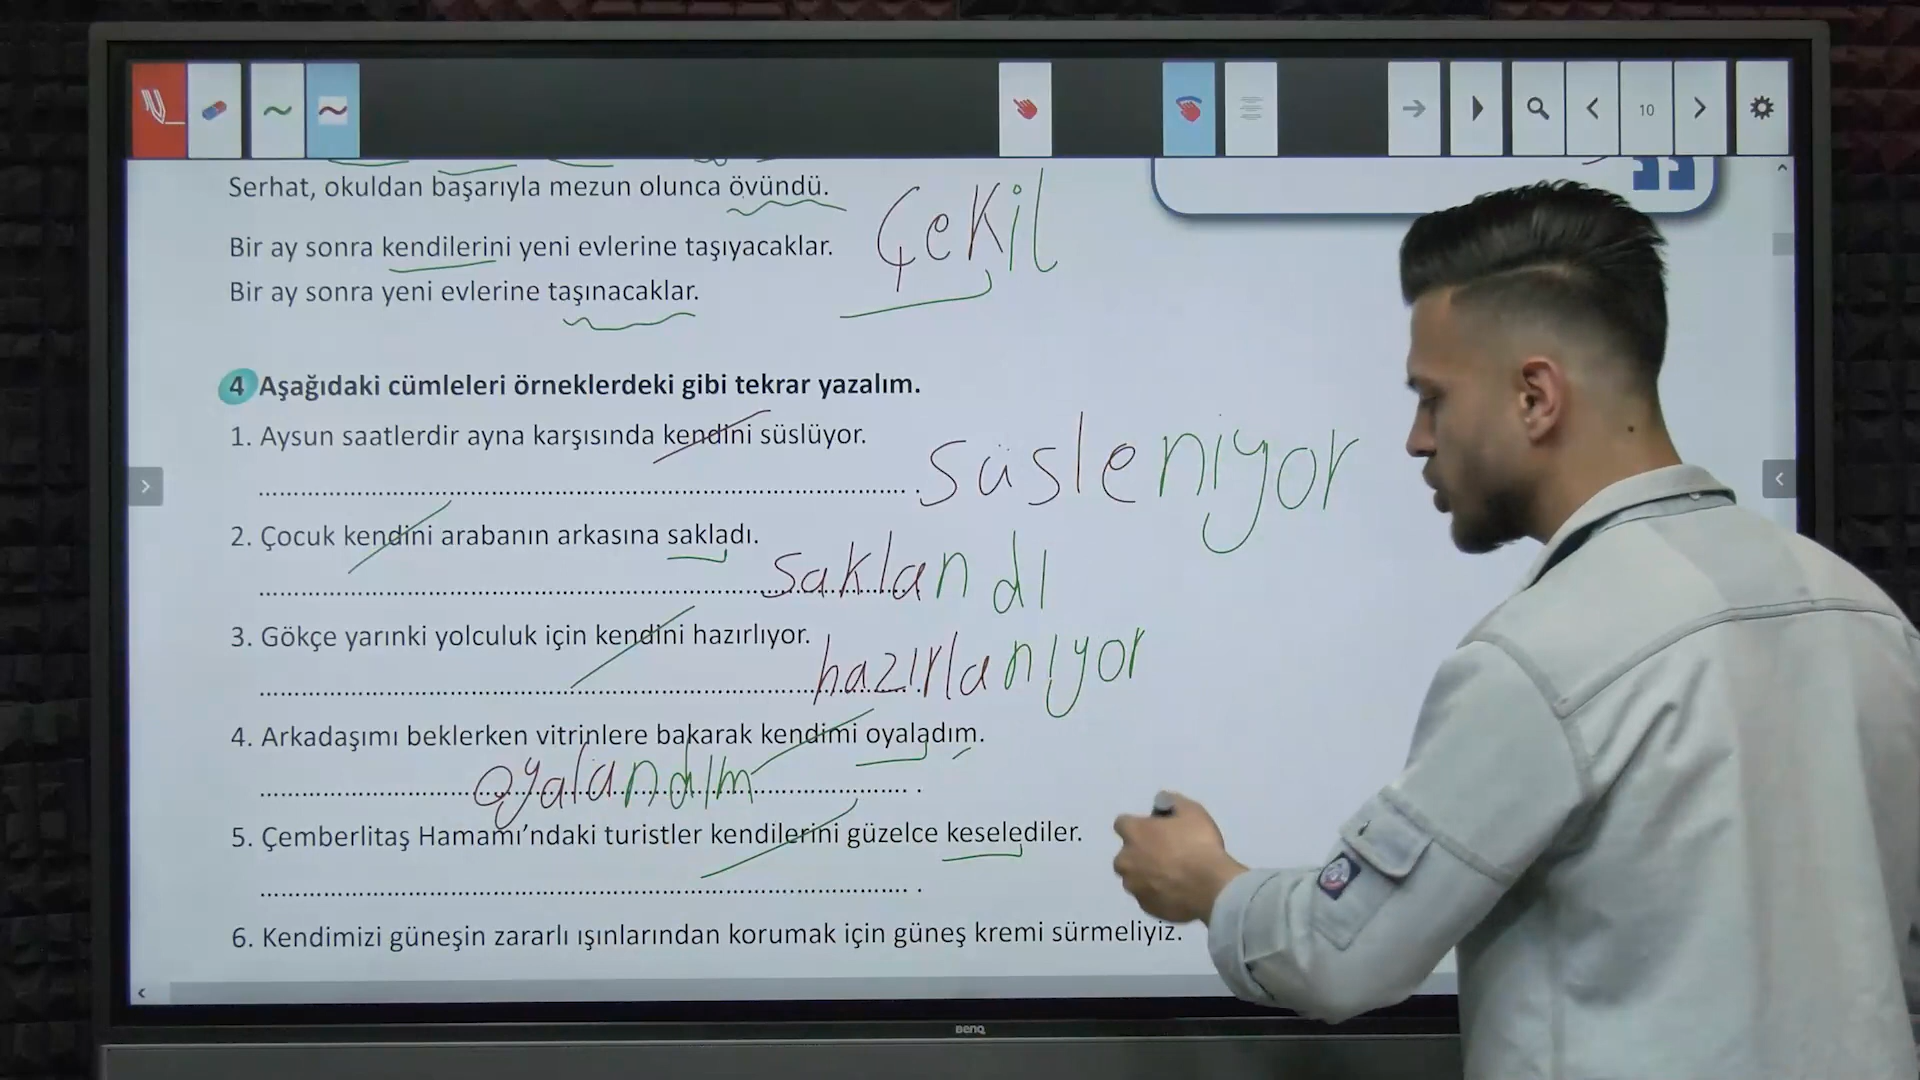 10
Serhat, okuldan başarıyla mezun olunca övündü.
Çekil
Bir ay sonra kendilerini yeni evlerine taşıyacaklar.
Bir ay sonra yeni evlerine taşınacaklar.
4 Aşağıdaki cümleleri örneklerdeki gibi tekrar yazalım.
1. Aysun saatlerdir ayna karşısında kendini süslüyor.
süsleniyor
2. Çocuk kendini arabanın arkasına sakladı.
saklandı
3. Gökçe yarınki yolculuk için kendini hazırlıyor.
hazırlanıyor
4. Arkadaşımı beklerken vitrinlere bakarak kendimi oyaladım.
oyalandım
5. Çemberlitaş Hamamı'ndaki turistler kendilerini güzelce keselediler.
6. Kendimizi güneşin zararlı ışınlarından korumak için güneş kremi sürmeliyiz.
BenQ